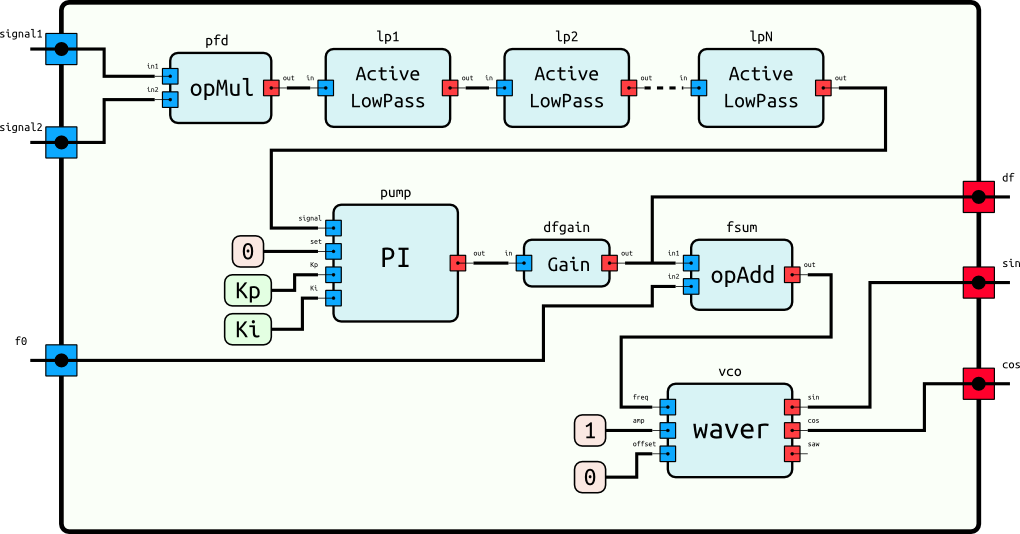 signal1
pfd
lp1
lp2
lpN
in1
in2
opMul
out
in
Active
LowPass
out
in
Active
LowPass
out
in
Active
LowPass
out
signal2
pump
signal
set
Kp
Ki
PI
out
0
Kp
Ki
dfgain
in
Gain
out
fsum
in1
in2
opAdd
out
df
sin
f0
cos
vco
freq
amp
offset
waver
sin
cos
saw
1
0